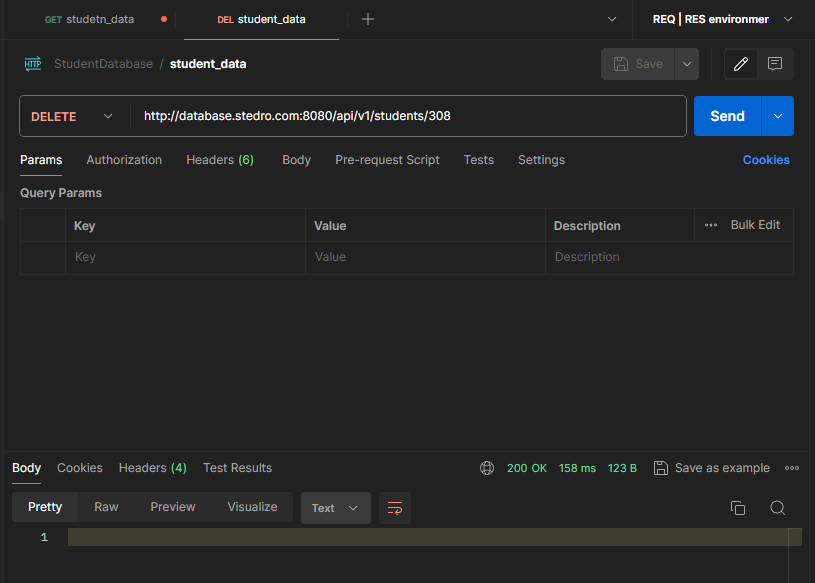 GET studetn_data DEL student_data REQ | RES environmer
HTTP StudentDatabase / student_data Save
DELETE http://database.stedro.com:8080/api/v1/students/308 Send
Params Authorization Headers (6) Body Pre-request Script Tests Settings Cookies
Query Params
Key Value Description Bulk Edit
Key Value Description
Body Cookies Headers (4) Test Results 200 OK 158 ms 123 B Save as example
Pretty Raw Preview Visualize Text
1